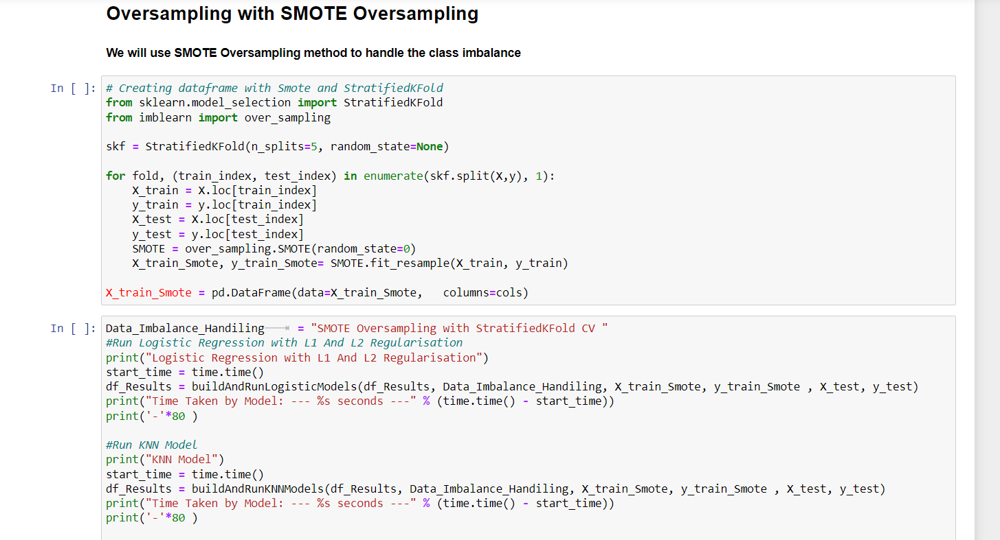 Oversampling with SMOTE Oversampling
We will use SMOTE Oversampling method to handle the class imbalance
In [ ]:
# Creating dataframe with Smote and StratifiedKFold
from sklearn.model_selection import StratifiedKFold
from imblearn import over_sampling
skf = StratifiedKFold(n_splits=5, random_state=None)
for fold, (train_index, test_index) in enumerate(skf.split(X,y), 1):
    X_train = X.loc[train_index]
    y_train = y.loc[train_index]
    X_test = X.loc[test_index]
    y_test = y.loc[test_index]
    SMOTE = over_sampling.SMOTE(random_state=0)
    X_train_Smote, y_train_Smote= SMOTE.fit_resample(X_train, y_train)
X_train_Smote = pd.DataFrame(data=X_train_Smote,   columns=cols)
In [ ]:
Data_Imbalance_Handiling	 = "SMOTE Oversampling with StratifiedKFold CV "
#Run Logistic Regression with L1 And L2 Regularisation
print("Logistic Regression with L1 And L2 Regularisation")
start_time = time.time()
df_Results = buildAndRunLogisticModels(df_Results, Data_Imbalance_Handiling, X_train_Smote, y_train_Smote , X_test, y_test)
print("Time Taken by Model: --- %s seconds ---" % (time.time() - start_time))
print('-'*80 )
#Run KNN Model
print("KNN Model")
start_time = time.time()
df_Results = buildAndRunKNNModels(df_Results, Data_Imbalance_Handiling, X_train_Smote, y_train_Smote , X_test, y_test)
print("Time Taken by Model: --- %s seconds ---" % (time.time() - start_time))
print('-'*80 )